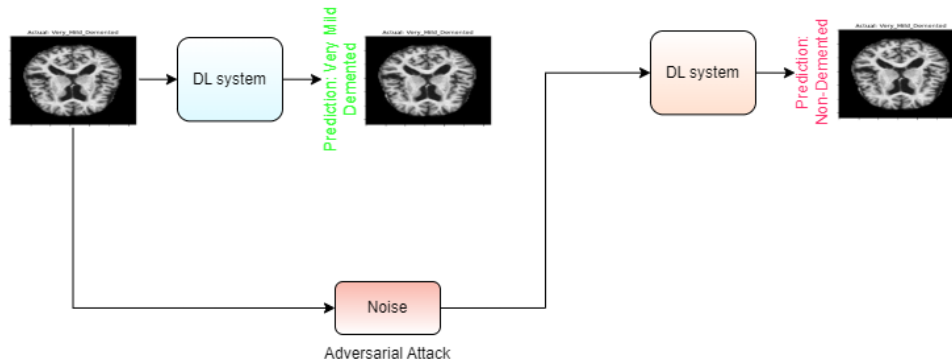 Actual: Very_Mild_Demented
DL system
Prediction: Very Mild
Demented
Actual: Very_Mild_Demented
DL system
Prediction:
Non-Demented
Actual: Very_Mild_Demented
Noise
Adversarial Attack